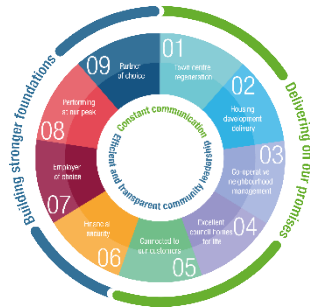 01
Town centre
regeneration
02
Housing
development
delivery
03
Co-operative
neighbourhood
management
04
Excellent
council homes
for life
05
Connected to
our customers
06
Financial
security
07
Employer
of choice
08
Performing
at our peak
09
Partner
of choice
Constant communication
Efficient and transparent community leadership
Building stronger foundations
Delivering on our promises